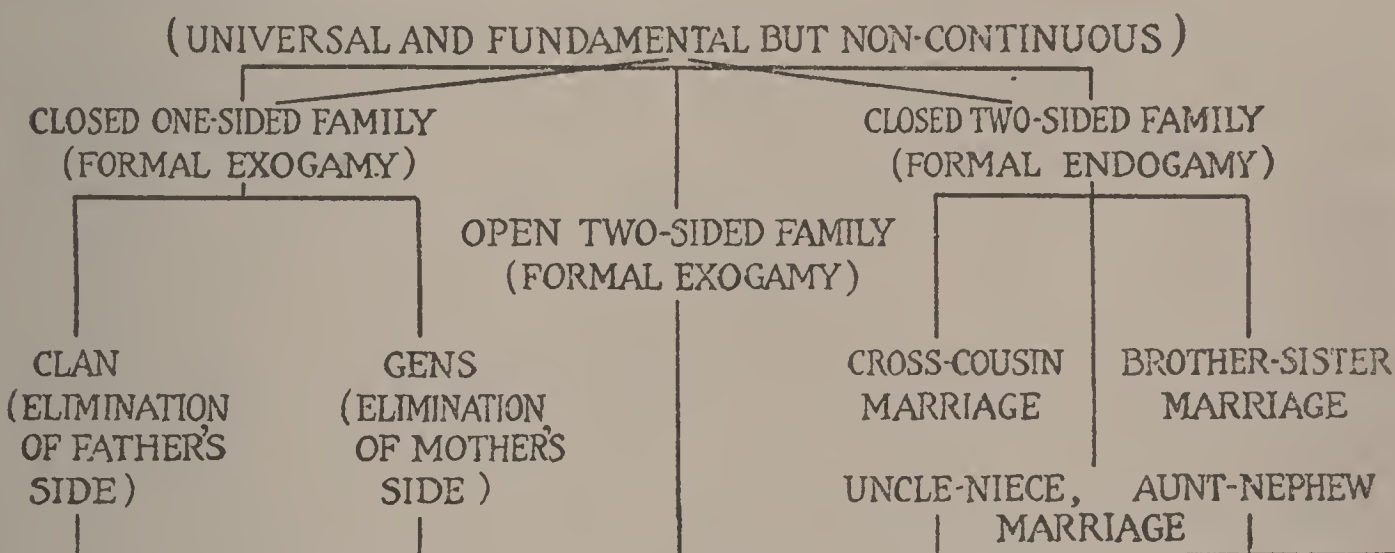 (UNIVERSAL AND FUNDAMENTAL BUT NON-CONTINUOUS)
CLOSED ONE-SIDED FAMILY
(FORMAL EXOGAMY)
CLOSED TWO-SIDED FAMILY
(FORMAL ENDOGAMY)
OPEN TWO-SIDED FAMILY
(FORMAL EXOGAMY)
CLAN
(ELIMINATION
OF FATHER'S
SIDE)
GENS
(ELIMINATION
OF MOTHER'S
SIDE)
CROSS-COUSIN
MARRIAGE
BROTHER-SISTER
MARRIAGE
UNCLE-NIECE, AUNT-NEPHEW
MARRIAGE